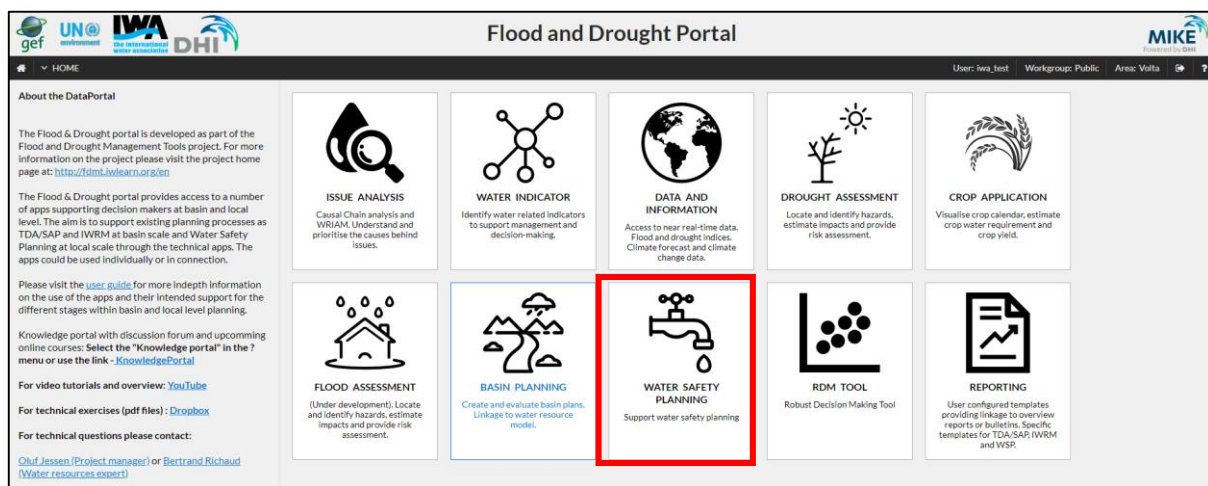 gef
UN
environment
IWA
the international
water association
DHI
Flood and Drought Portal
MIKE
Powered by DHI
HOME
User: iwa_test
Workgroup: Public
Area: Volta
?
About the DataPortal
The Flood & Drought portal is developed as part of the
Flood and Drought Management Tools project. For more
information on the project please visit the project home
page at: http://fdmt.iwlearn.org/en
The Flood & Drought portal provides access to a number
of apps supporting decision makers at basin and local
level. The aim is to support existing planning processes as
TDA/SAP and IWRM at basin scale and Water Safety
Planning at local scale through the technical apps. The
apps could be used individually or in connection.
Please visit the user guide for more indepth information
on the use of the apps and their intended support for the
different stages within basin and local level planning.
Knowledge portal with discussion forum and upcomming
online courses: Select the "Knowledge portal" in the ?
menu or use the link - KnowledgePortal
For video tutorials and overview: YouTube
For technical exercises (pdf files) : Dropbox
For technical questions please contact:
Oluf Jessen (Project manager) or Bertrand Richaud
(Water resources expert)
ISSUE ANALYSIS
Causal Chain analysis and
WRIAM. Understand and
prioritise the causes behind
issues.
WATER INDICATOR
Identify water related indicators
to support management and
decision-making.
DATA AND
INFORMATION
Access to near real-time data.
Flood and drought indices.
Climate forecast and climate
change data.
DROUGHT ASSESSMENT
Locate and identify hazards,
estimate impacts and provide
risk assessment.
CROP APPLICATION
Visualise crop calendar, estimate
crop water requirement and
crop yield.
FLOOD ASSESSMENT
(Under development). Locate
and identify hazards, estimate
impacts and provide risk
assessment.
BASIN PLANNING
Create and evaluate basin plans.
Linkage to water resource
model.
WATER SAFETY
PLANNING
Support water safety planning
RDM TOOL
Robust Decision Making Tool
REPORTING
User configured templates
providing linkage to overview
reports or bulletins. Specific
templates for TDA/SAP, IWRM
and WSP.